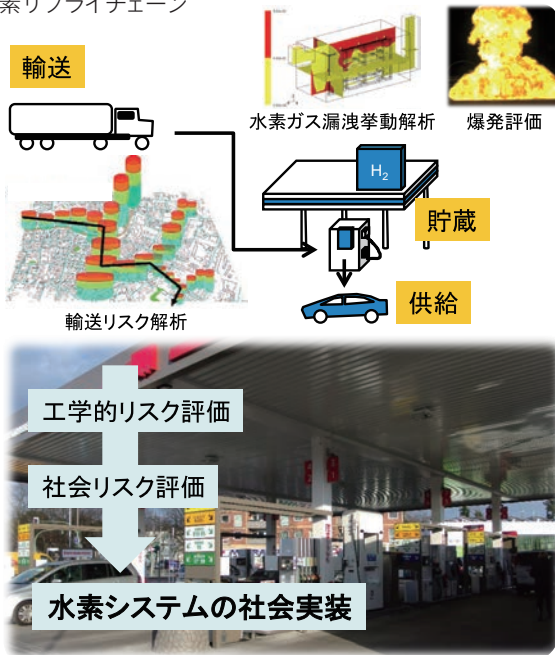 素サプライチェーン
輸送
水素ガス漏洩挙動解析
爆発評価
H₂
貯蔵
供給
輸送リスク解析
工学的リスク評価
社会リスク評価
水素システムの社会実装